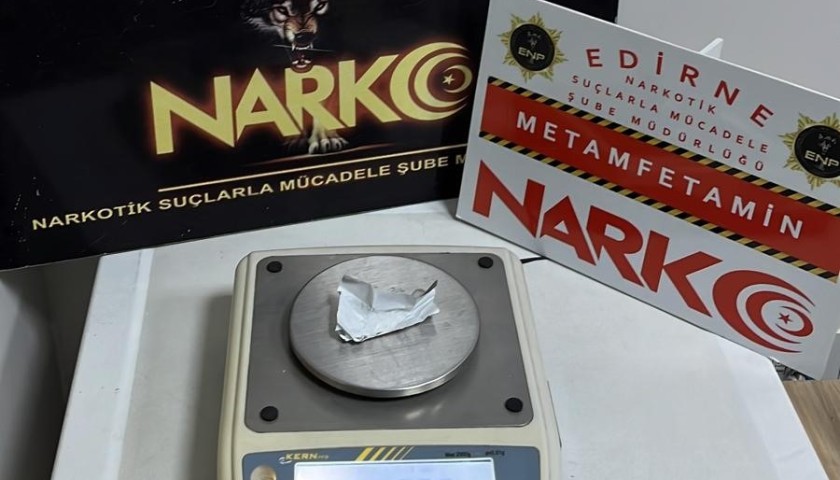 NARKO
NARKOTİK SUÇLARLA MÜCADELE ŞUBE M
ENP
EDİRNE
NARKOTİK
SUÇLARLA MÜCADELE
ŞUBE MÜDÜRLÜĞÜ
ENP
METAMFETAMİN
NARKO
KERN